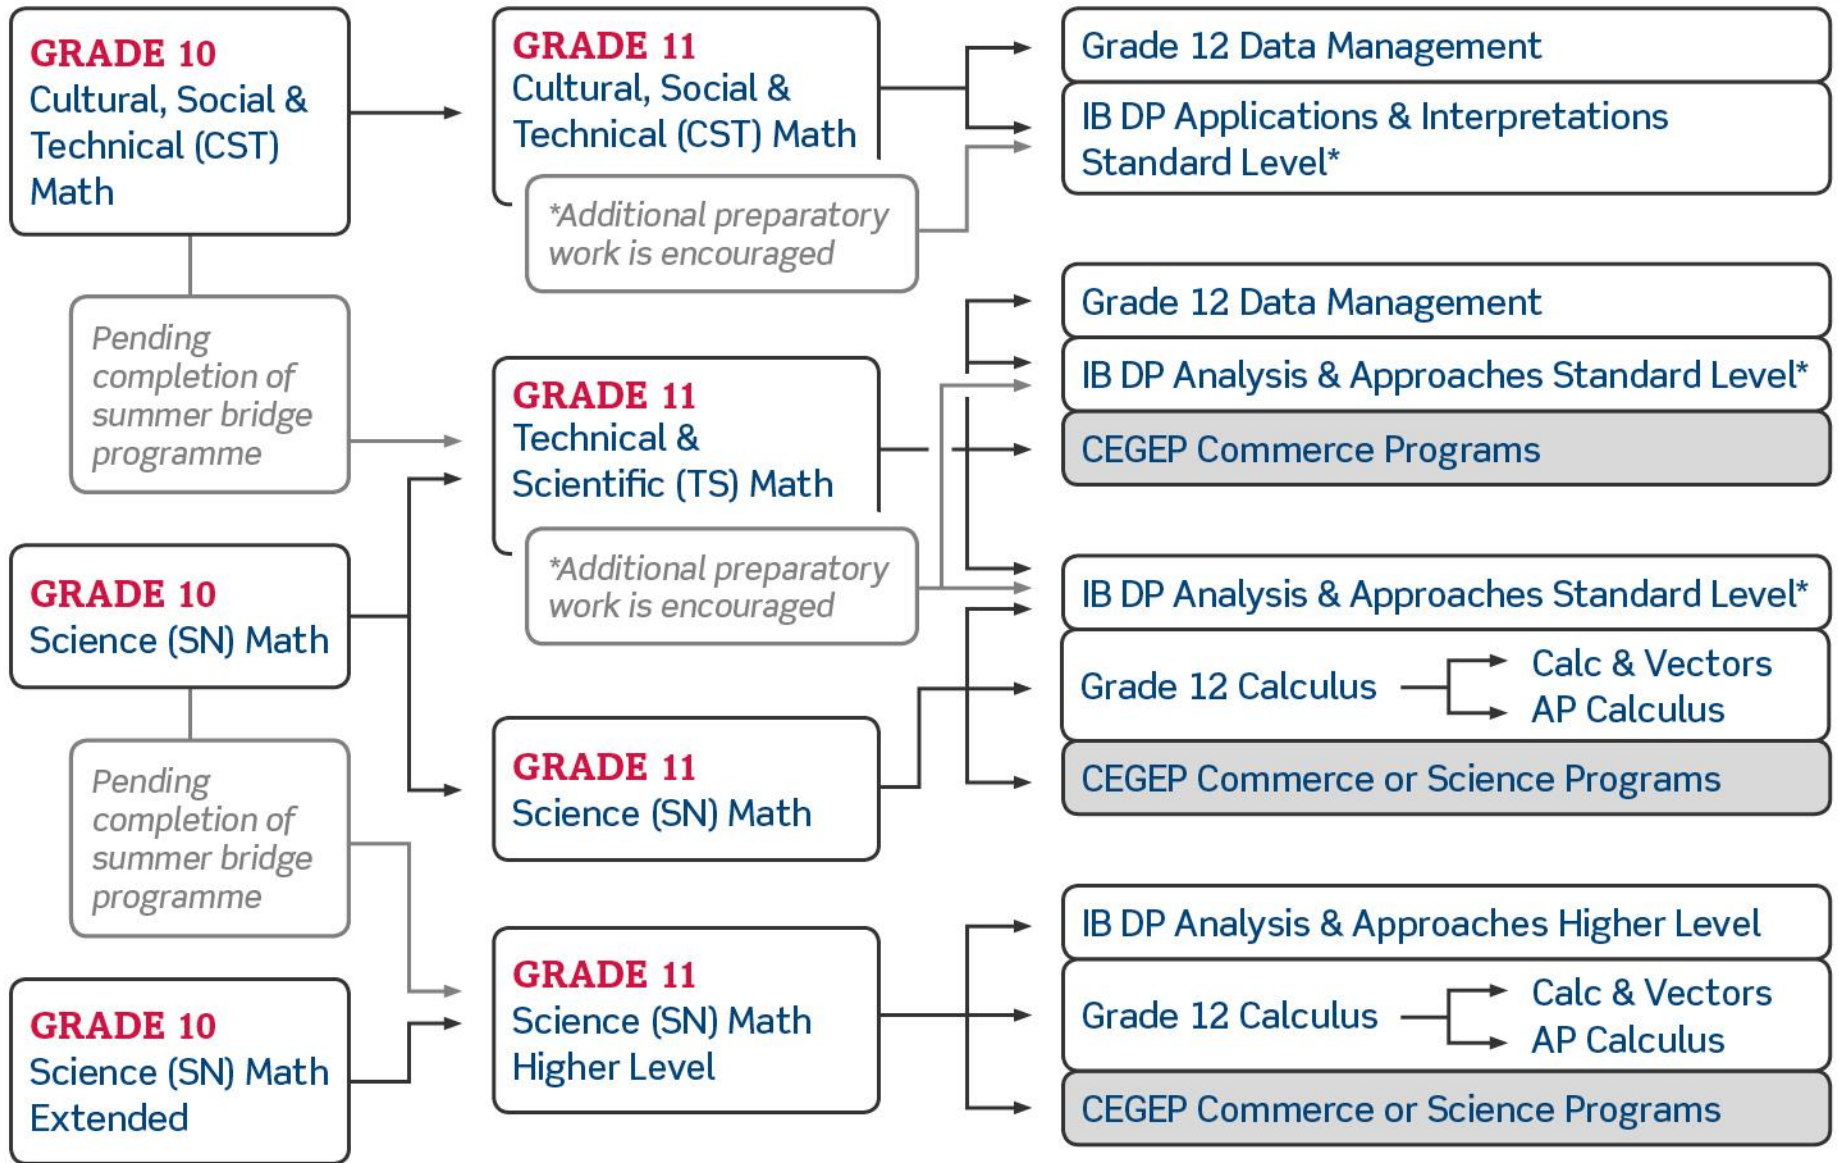 GRADE 10
Cultural, Social &
Technical (CST)
Math
Pending
completion of
summer bridge
programme
GRADE 10
Science (SN) Math
Pending
completion of
summer bridge
programme
GRADE 10
Science (SN) Math
Extended
GRADE 11
Cultural, Social &
Technical (CST) Math
*Additional preparatory
work is encouraged
GRADE 11
Technical &
Scientific (TS) Math
*Additional preparatory
work is encouraged
GRADE 11
Science (SN) Math
GRADE 11
Science (SN) Math
Higher Level
Grade 12 Data Management
IB DP Applications & Interpretations
Standard Level*
Grade 12 Data Management
IB DP Analysis & Approaches Standard Level*
CEGEP Commerce Programs
IB DP Analysis & Approaches Standard Level*
Grade 12 Calculus
Calc & Vectors
AP Calculus
CEGEP Commerce or Science Programs
IB DP Analysis & Approaches Higher Level
Grade 12 Calculus
Calc & Vectors
AP Calculus
CEGEP Commerce or Science Programs